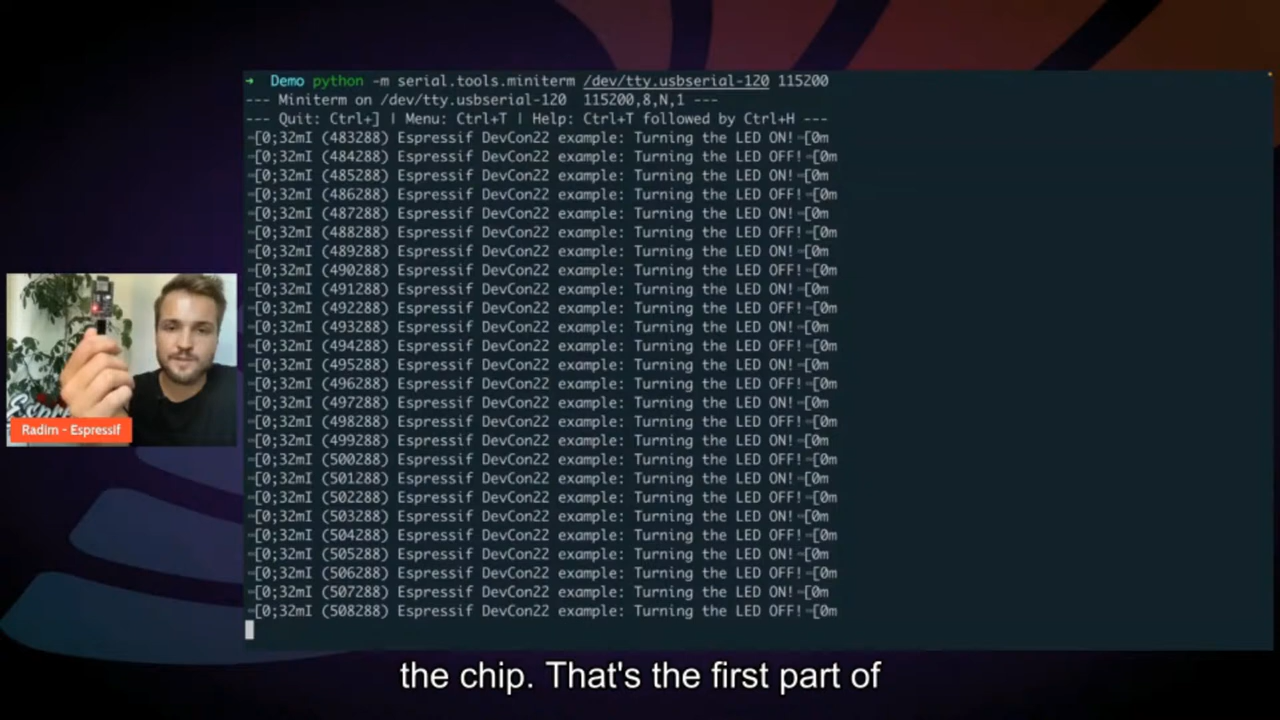 ➜ Demo python -m serial.tools.miniterm /dev/tty.usbserial-120 115200
--- Miniterm on /dev/tty.usbserial-120 115200,8,N,1 ---
--- Quit: Ctrl+] | Menu: Ctrl+T | Help: Ctrl+T followed by Ctrl+H ---
[0;32mI (483288) Espressif DevCon22 example: Turning the LED ON! [0m
[0;32mI (484288) Espressif DevCon22 example: Turning the LED OFF! [0m
[0;32mI (485288) Espressif DevCon22 example: Turning the LED ON! [0m
[0;32mI (486288) Espressif DevCon22 example: Turning the LED OFF! [0m
[0;32mI (487288) Espressif DevCon22 example: Turning the LED ON! [0m
[0;32mI (488288) Espressif DevCon22 example: Turning the LED OFF! [0m
[0;32mI (489288) Espressif DevCon22 example: Turning the LED ON! [0m
[0;32mI (490288) Espressif DevCon22 example: Turning the LED OFF! [0m
[0;32mI (491288) Espressif DevCon22 example: Turning the LED ON! [0m
[0;32mI (492288) Espressif DevCon22 example: Turning the LED OFF! [0m
[0;32mI (493288) Espressif DevCon22 example: Turning the LED ON! [0m
[0;32mI (494288) Espressif DevCon22 example: Turning the LED OFF! [0m
[0;32mI (495288) Espressif DevCon22 example: Turning the LED ON! [0m
[0;32mI (496288) Espressif DevCon22 example: Turning the LED OFF! [0m
[0;32mI (497288) Espressif DevCon22 example: Turning the LED ON! [0m
[0;32mI (498288) Espressif DevCon22 example: Turning the LED OFF! [0m
[0;32mI (499288) Espressif DevCon22 example: Turning the LED ON! [0m
[0;32mI (500288) Espressif DevCon22 example: Turning the LED OFF! [0m
[0;32mI (501288) Espressif DevCon22 example: Turning the LED ON! [0m
[0;32mI (502288) Espressif DevCon22 example: Turning the LED OFF! [0m
[0;32mI (503288) Espressif DevCon22 example: Turning the LED ON! [0m
[0;32mI (504288) Espressif DevCon22 example: Turning the LED OFF! [0m
[0;32mI (505288) Espressif DevCon22 example: Turning the LED ON! [0m
[0;32mI (506288) Espressif DevCon22 example: Turning the LED OFF! [0m
[0;32mI (507288) Espressif DevCon22 example: Turning the LED ON! [0m
[0;32mI (508288) Espressif DevCon22 example: Turning the LED OFF! [0m
Radim - Espressif
the chip. That's the first part of